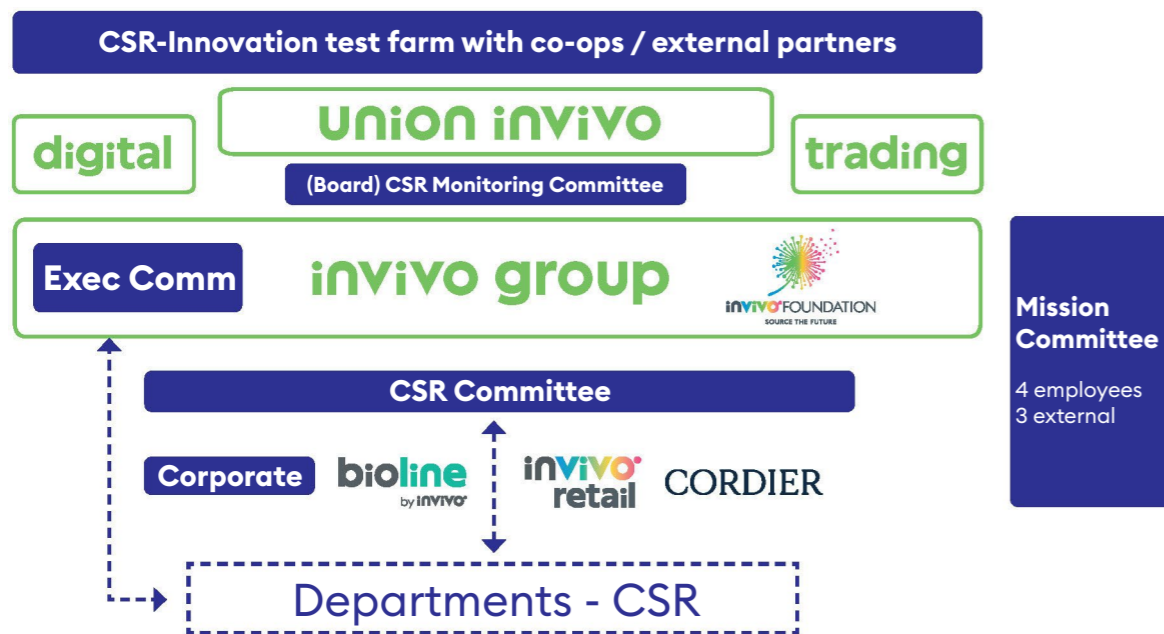 CSR-Innovation test farm with co-ops / external partners
union invivo
digital
trading
(Board) CSR Monitoring Committee
Exec Comm
invivo group
invivo FOUNDATION
SOURCE THE FUTURE
Mission
Committee
4 employees
3 external
CSR Committee
Corporate
bioline
by invivo
invivo
retail
CORDIER
Departments - CSR